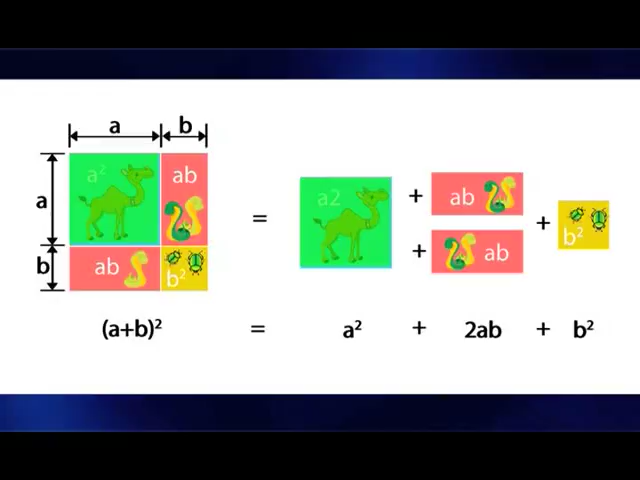 a b
a a² ab
b ab b²
= a2 + ab + ab + b²
(a+b)² = a² + 2ab + b²